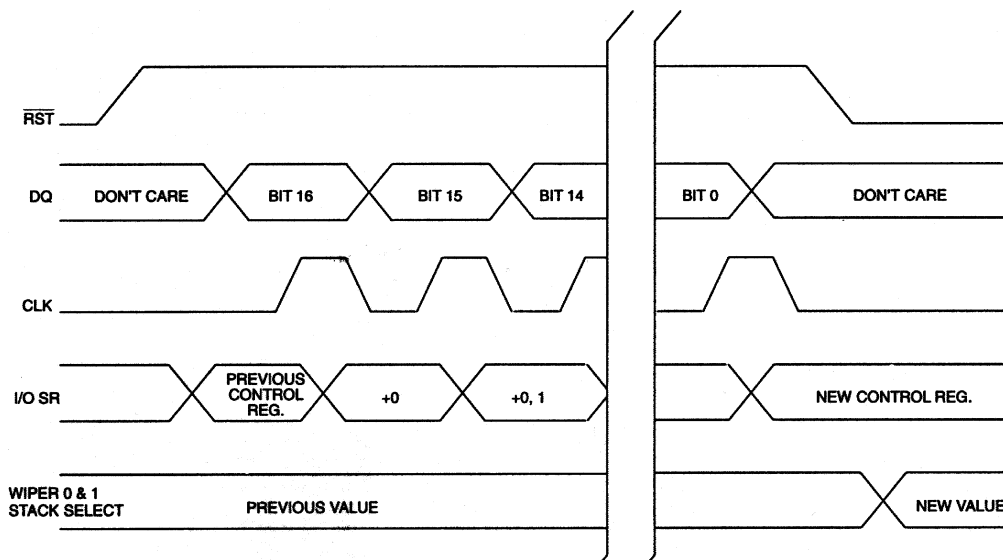 RST
DQ
DON'T CARE
BIT 16
BIT 15
BIT 14
BIT 0
DON'T CARE
CLK
I/O SR
PREVIOUS
CONTROL
REG.
+0
+0, 1
NEW CONTROL REG.
WIPER 0 & 1
STACK SELECT
PREVIOUS VALUE
NEW VALUE